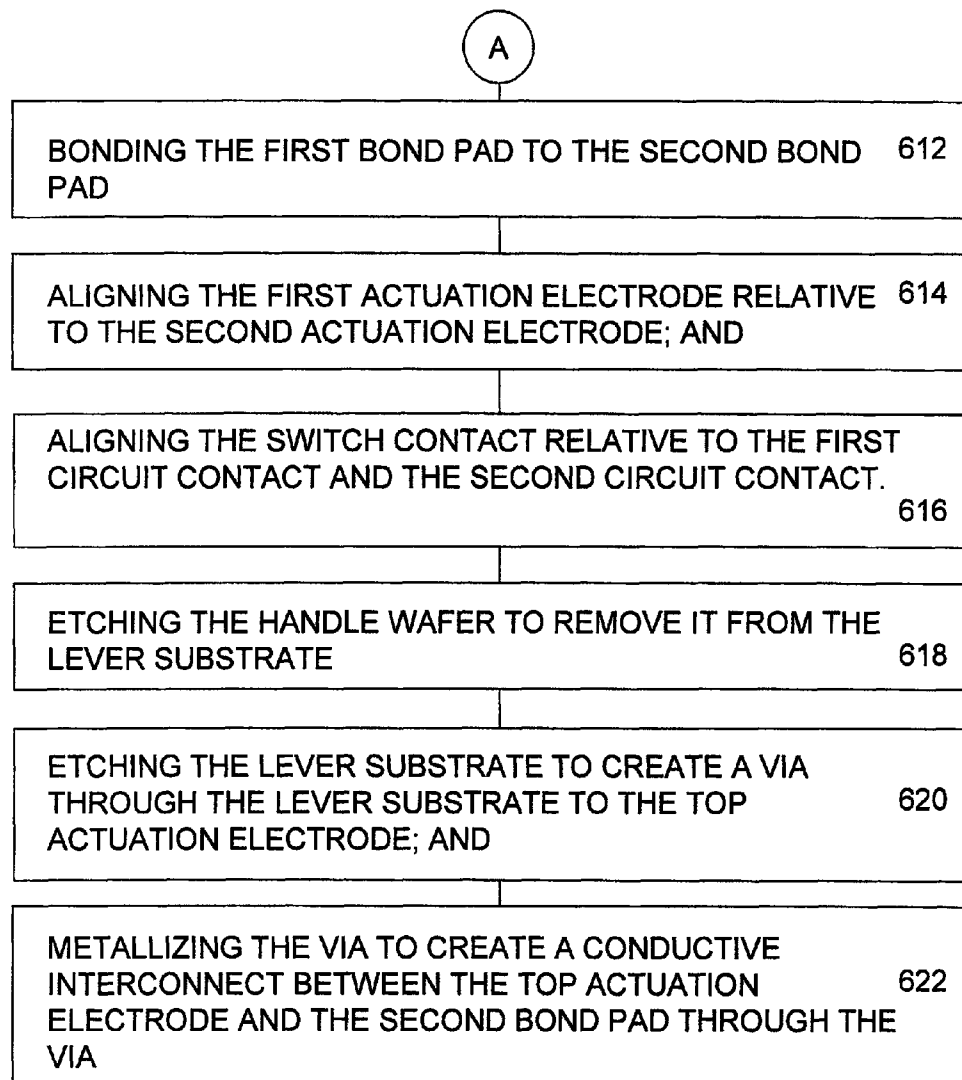 A
BONDING THE FIRST BOND PAD TO THE SECOND BOND 612
PAD
ALIGNING THE FIRST ACTUATION ELECTRODE RELATIVE 614
TO THE SECOND ACTUATION ELECTRODE; AND
ALIGNING THE SWITCH CONTACT RELATIVE TO THE FIRST
CIRCUIT CONTACT AND THE SECOND CIRCUIT CONTACT.
616
ETCHING THE HANDLE WAFER TO REMOVE IT FROM THE
LEVER SUBSTRATE 618
ETCHING THE LEVER SUBSTRATE TO CREATE A VIA
THROUGH THE LEVER SUBSTRATE TO THE TOP 620
ACTUATION ELECTRODE; AND
METALLIZING THE VIA TO CREATE A CONDUCTIVE
INTERCONNECT BETWEEN THE TOP ACTUATION 622
ELECTRODE AND THE SECOND BOND PAD THROUGH THE
VIA